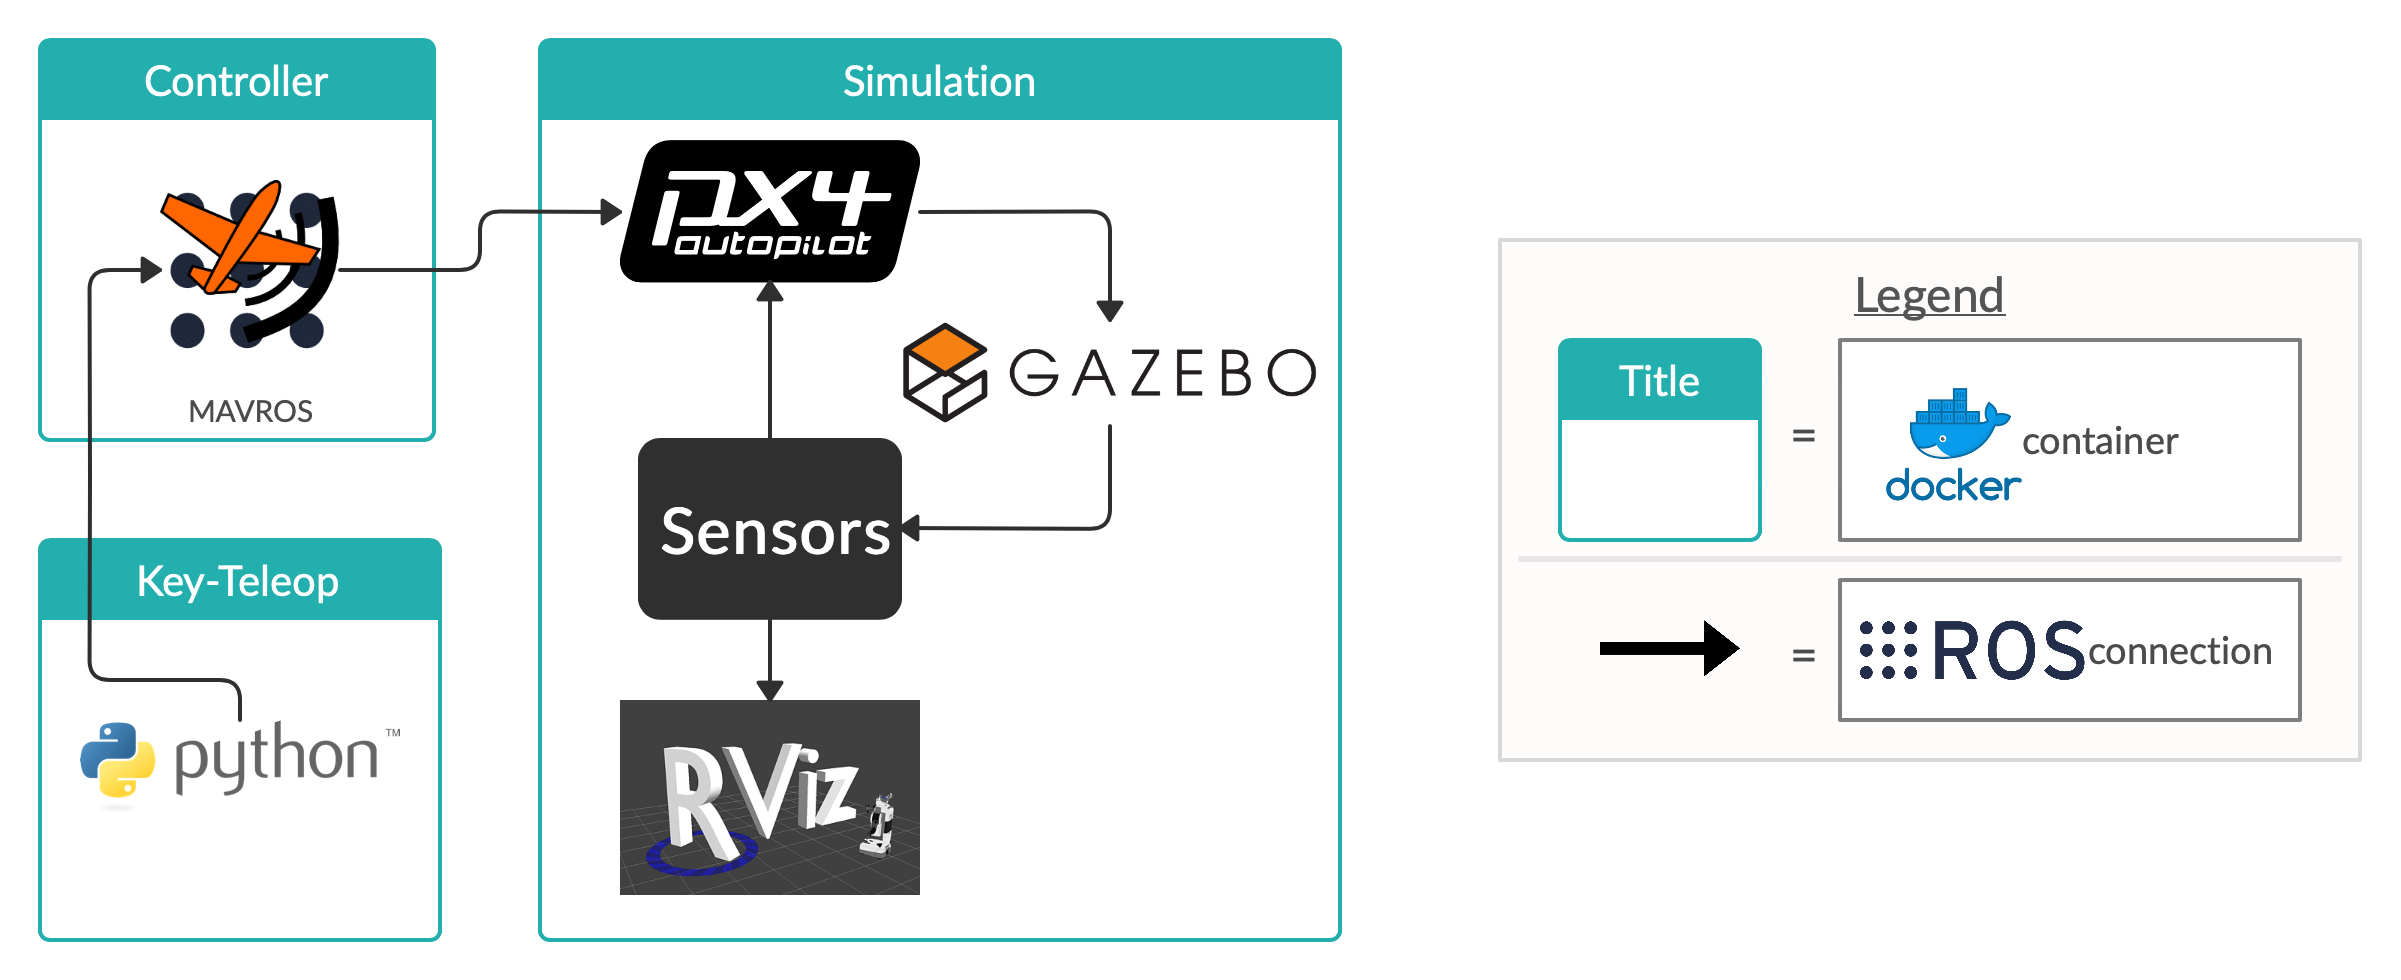 Controller
MAVROS
Key-Teleop
python™
Simulation
px4
autopilot
GAZEBO
Sensors
RViz
Legend
Title
=
docker
container
=
ROS
connection